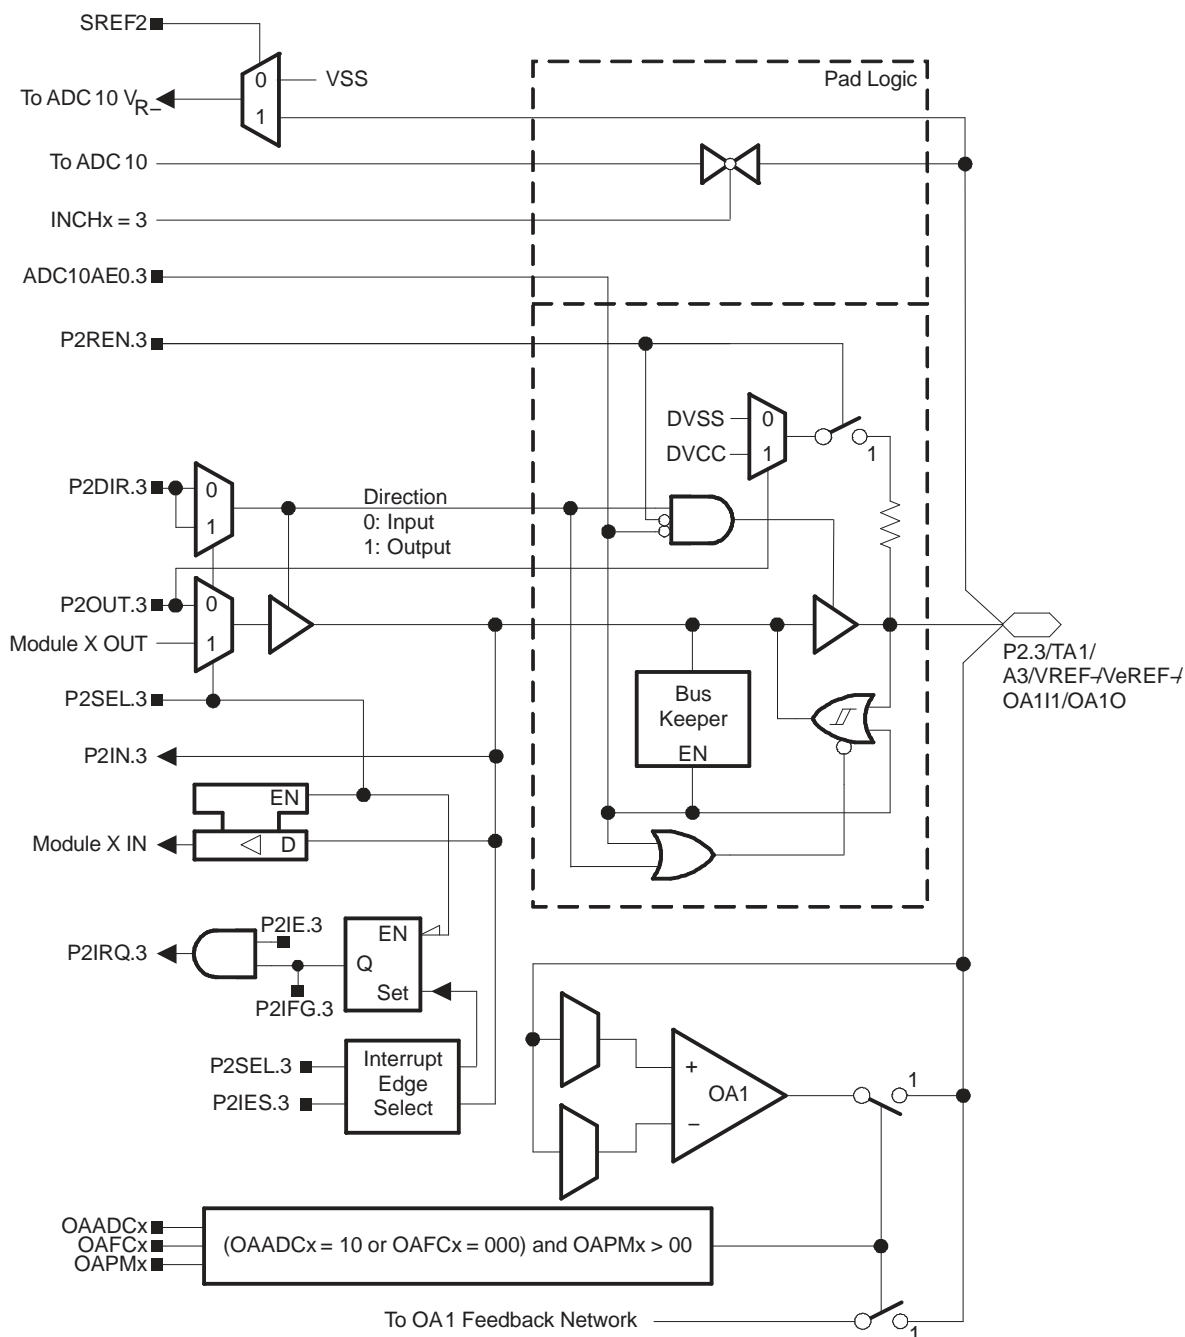 SREF2
0
VSS
To ADC 10 VR–
1
Pad Logic
To ADC 10
INCHx = 3
ADC10AE0.3
P2REN.3
DVSS
0
DVCC
1
1
P2DIR.3
0
1
Direction
0: Input
1: Output
P2OUT.3
0
Module X OUT
1
P2.3/TA1/
A3/VREF–/VeREF–/
OA1I1/OA1O
P2SEL.3
Bus
Keeper
EN
P2IN.3
EN
Module X IN
D
P2IE.3
EN
P2IRQ.3
Q
Set
P2IFG.3
P2SEL.3
P2IES.3
Interrupt
Edge
Select
+
OA1
–
1
OAADCx
OAFCx
OAPMx
(OAADCx = 10 or OAFCx = 000) and OAPMx > 00
To OA1 Feedback Network
1